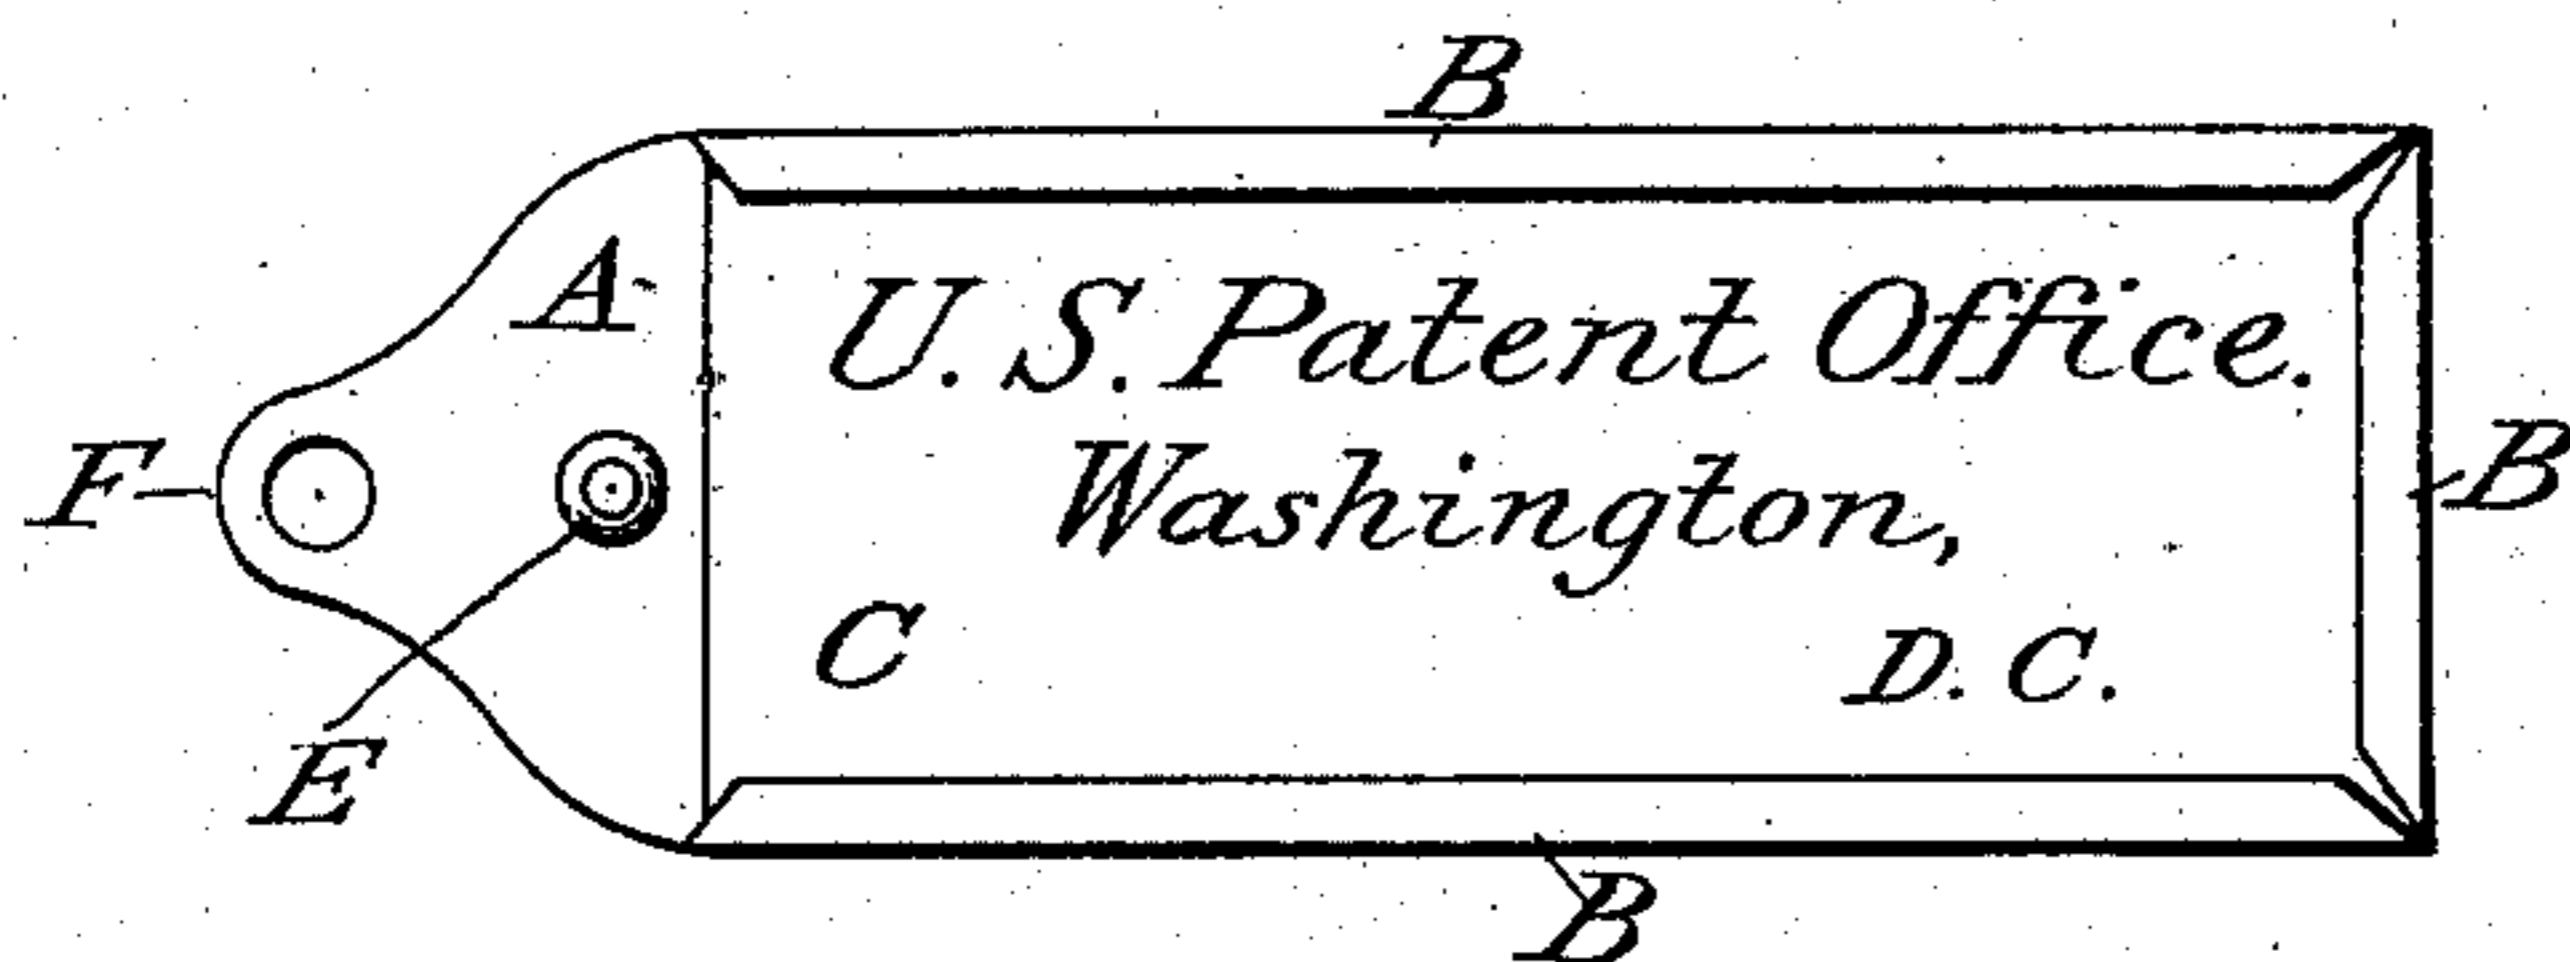 B
A
U. S. Patent Office.
F
Washington,
B
C
D. C.
E
B